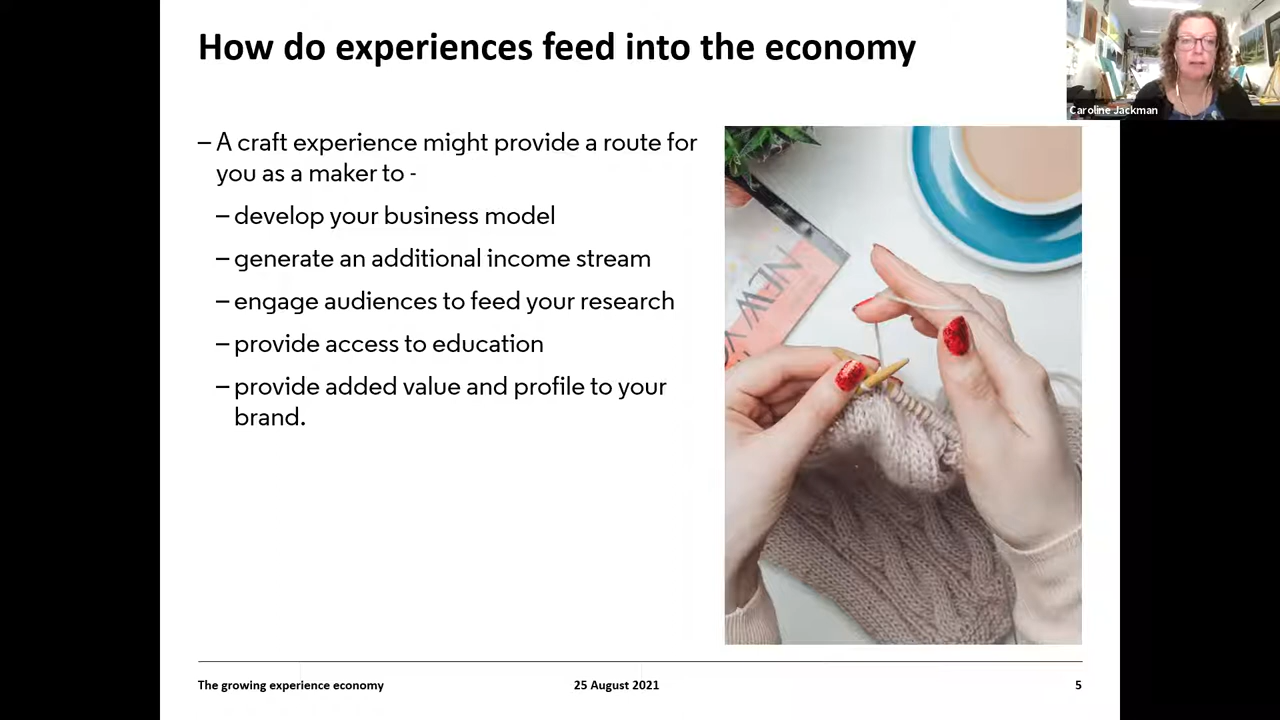 How do experiences feed into the economy
Caroline Jackman
– A craft experience might provide a route for
you as a maker to -
– develop your business model
– generate an additional income stream
– engage audiences to feed your research
– provide access to education
– provide added value and profile to your
brand.
NEW YO
The growing experience economy
25 August 2021
5